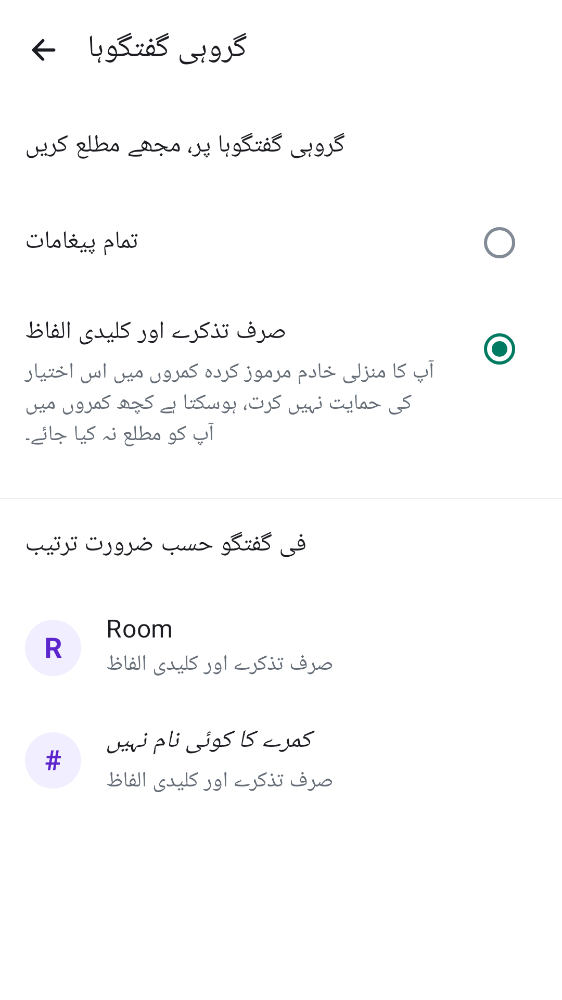 گروہی گفتگوہا
گروہی گفتگوہا پر، مجھے مطلع کریں
تمام پیغامات
صرف تذکرے اور کلیدی الفاظ
آپ کا منزلی خادم مرموز کردہ کمروں میں اس اختیار
کی حمایت نہیں کرت، ہوسکتا ہے کچھ کمروں میں
آپ کو مطلع نہ کیا جائے۔
فی گفتگو حسب ضرورت ترتیب
R
Room
صرف تذکرے اور کلیدی الفاظ
#
کمرے کا کوئی نام نہیں
صرف تذکرے اور کلیدی الفاظ